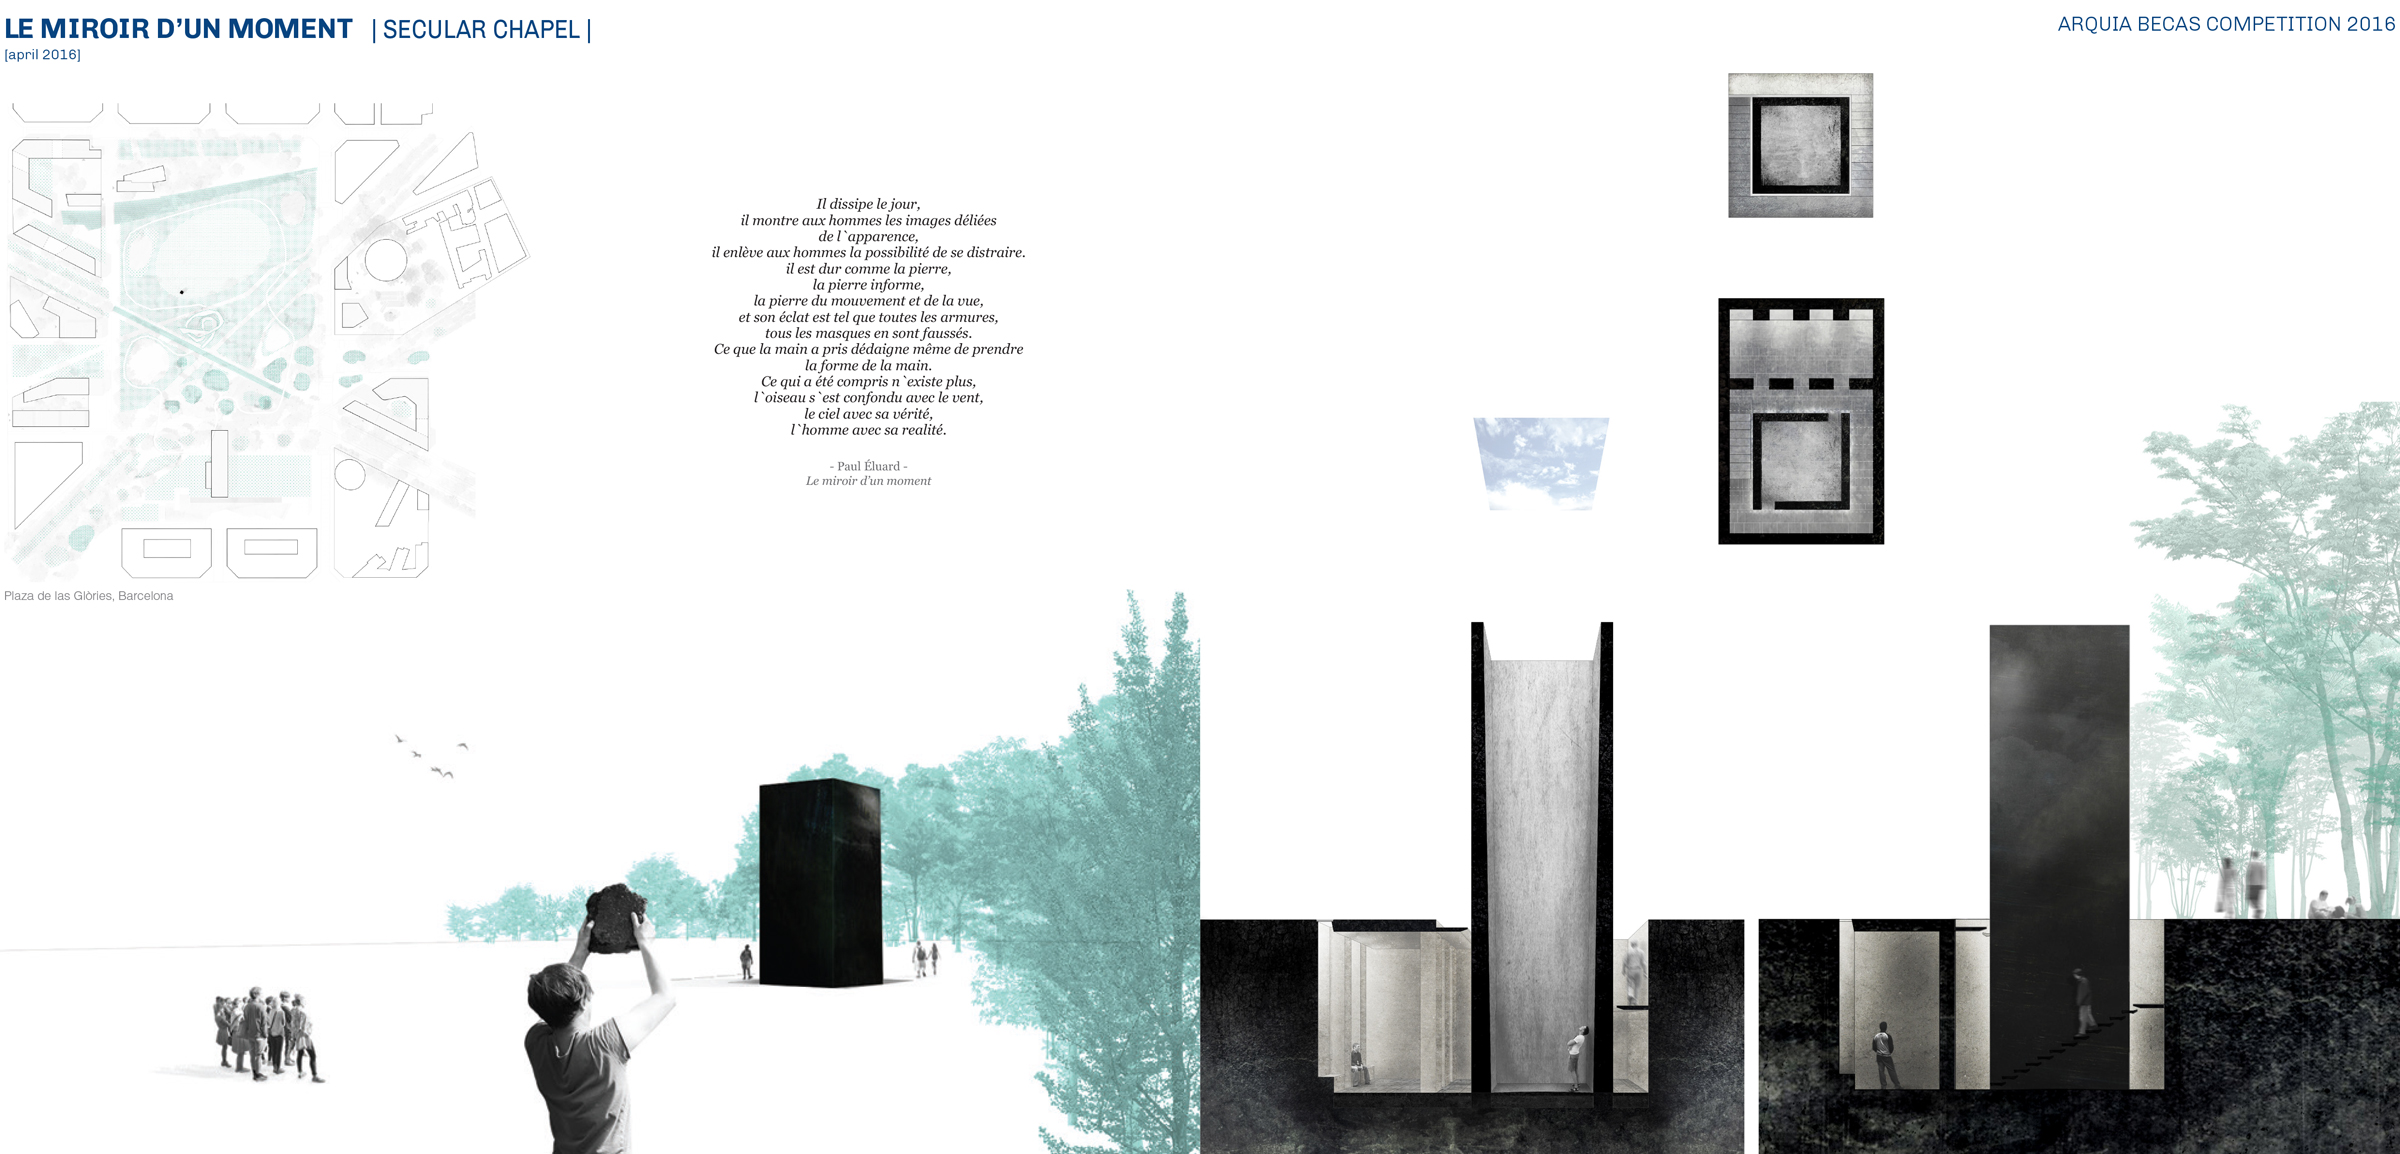 LE MIROIR D’UN MOMENT | SECULAR CHAPEL |
[april 2016]
ARQUIA BECAS COMPETITION 2016
Il dissipe le jour,
il montre aux hommes les images déliées
de l`apparence,
il enlève aux hommes la possibilité de se distraire.
il est dur comme la pierre,
la pierre informe,
la pierre du mouvement et de la vue,
et son éclat est tel que toutes les armures,
tous les masques en sont faussés.
Ce que la main a pris dédaigne même de prendre
la forme de la main.
Ce qui a été compris n`existe plus,
l`oiseau s`est confondu avec le vent,
le ciel avec sa vérité,
l`homme avec sa realité.
- Paul Éluard -
Le miroir d’un moment
Plaza de las Glòries, Barcelona